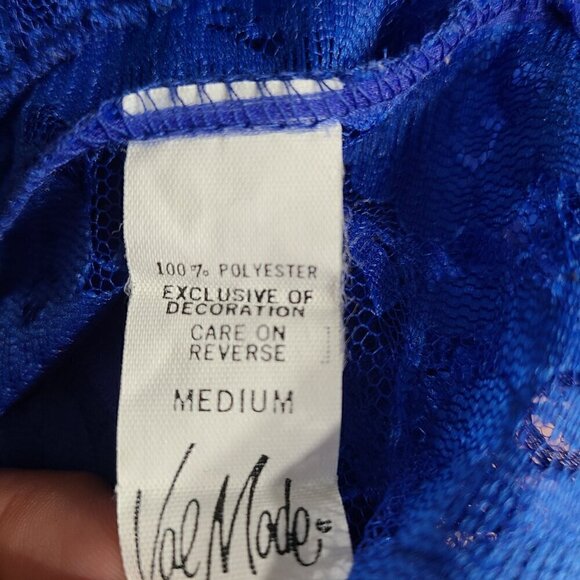 100% POLYESTER
EXCLUSIVE OF
DECORATION
CARE ON
REVERSE
MEDIUM
Val Mode